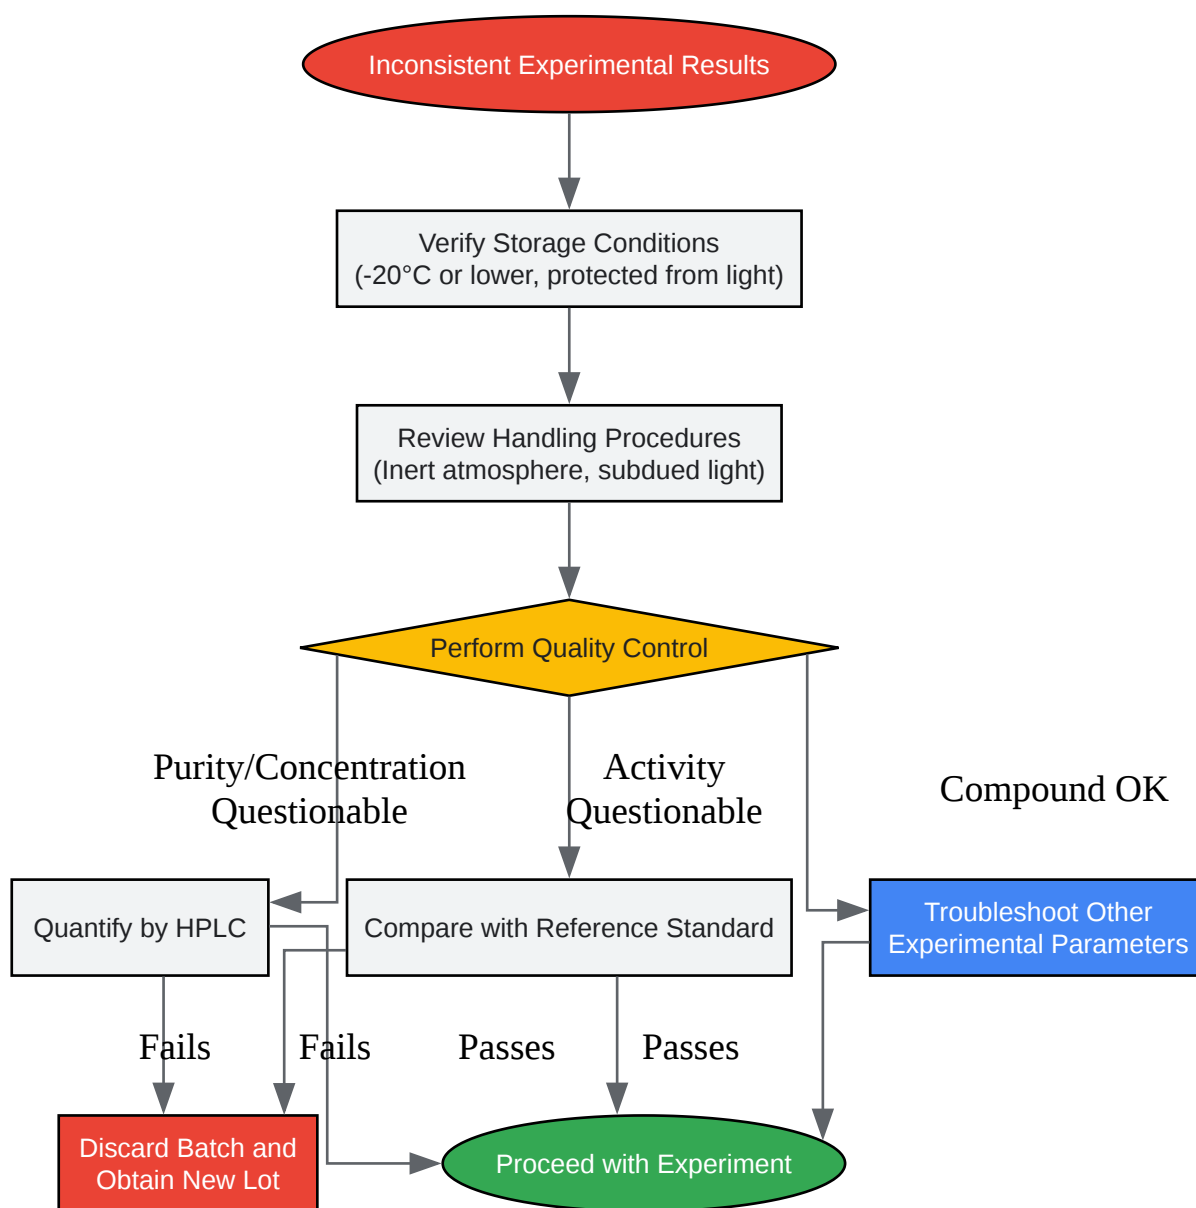 Inconsistent Experimental Results
Verify Storage Conditions
(-20°C or lower, protected from light)
Review Handling Procedures
(Inert atmosphere, subdued light)
Perform Quality Control
Purity/Concentration
Questionable
Activity
Questionable
Compound OK
Quantify by HPLC
Compare with Reference Standard
Troubleshoot Other
Experimental Parameters
Fails
Fails
Passes
Passes
Discard Batch and
Obtain New Lot
Proceed with Experiment